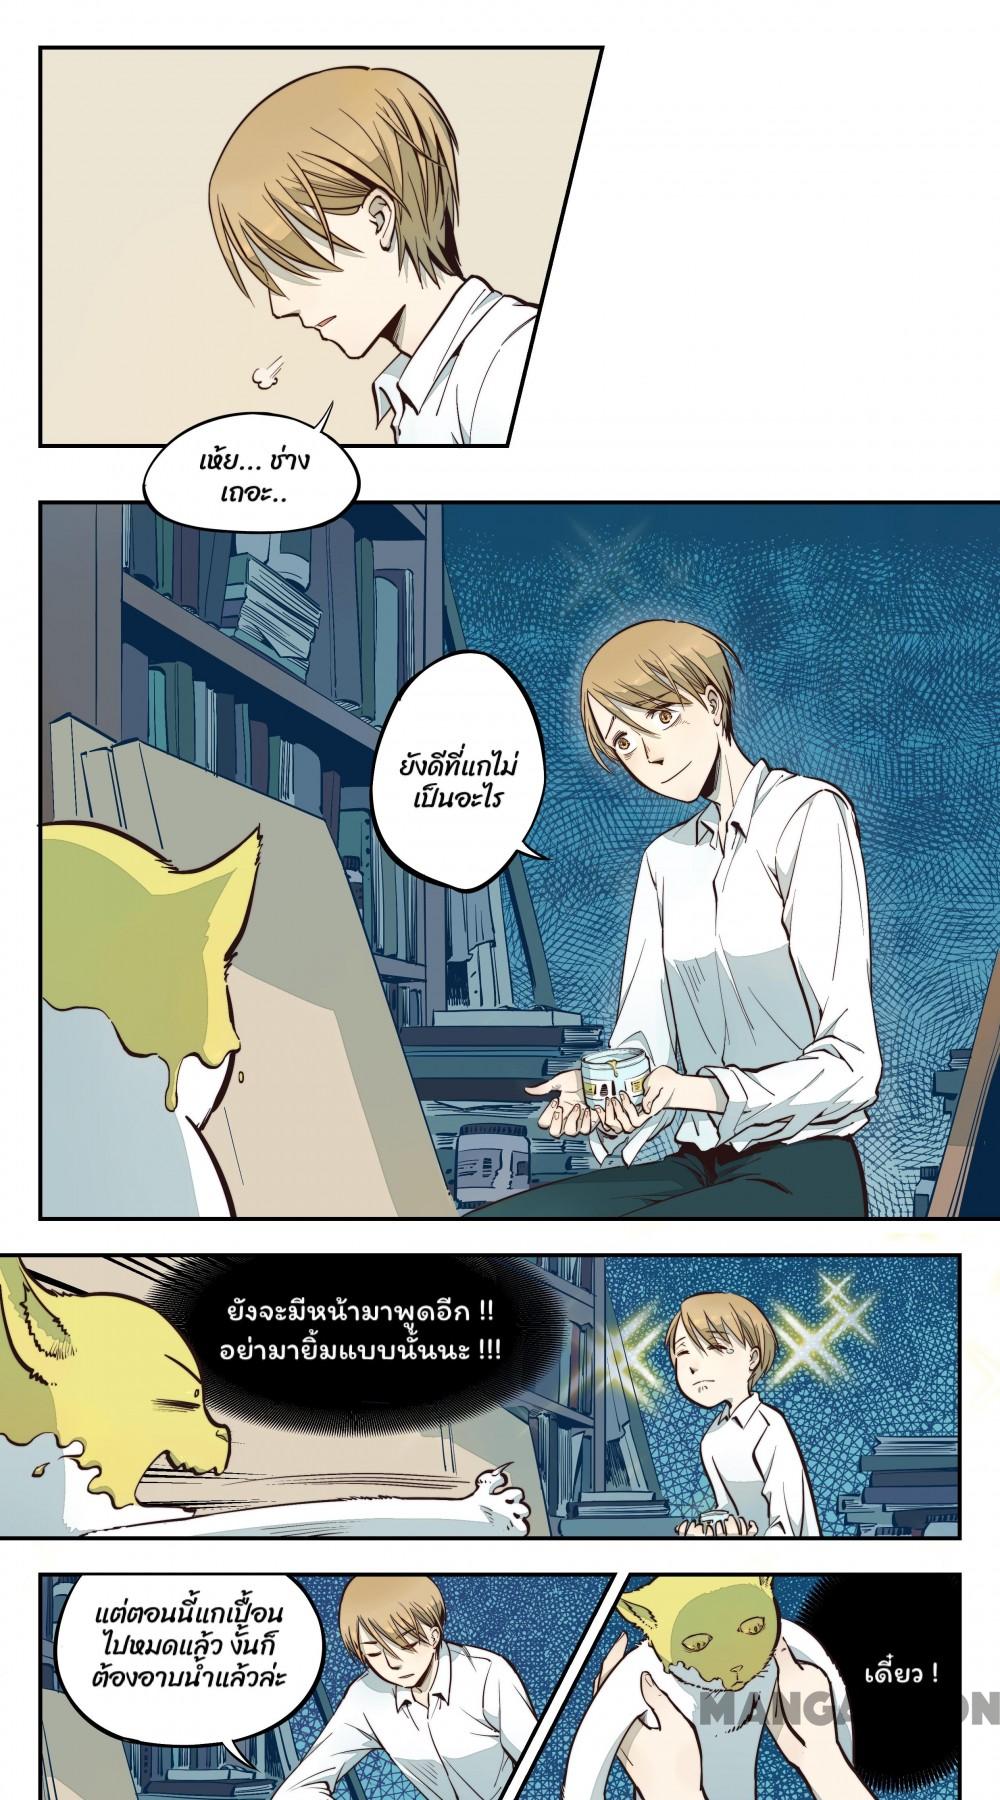 เห้ย... ช่าง
เถอะ..
ยังดีที่แกไม่
เป็นอะไร
ยังจะมีหน้ามาพูดอีก !!
อย่ามายิ้มแบบนั้นนะ !!!
แต่ตอนนี้แกเปื้อน
ไปหมดแล้ว งั้นก็
ต้องอาบน้ำแล้วล่ะ
เดี๋ยว !